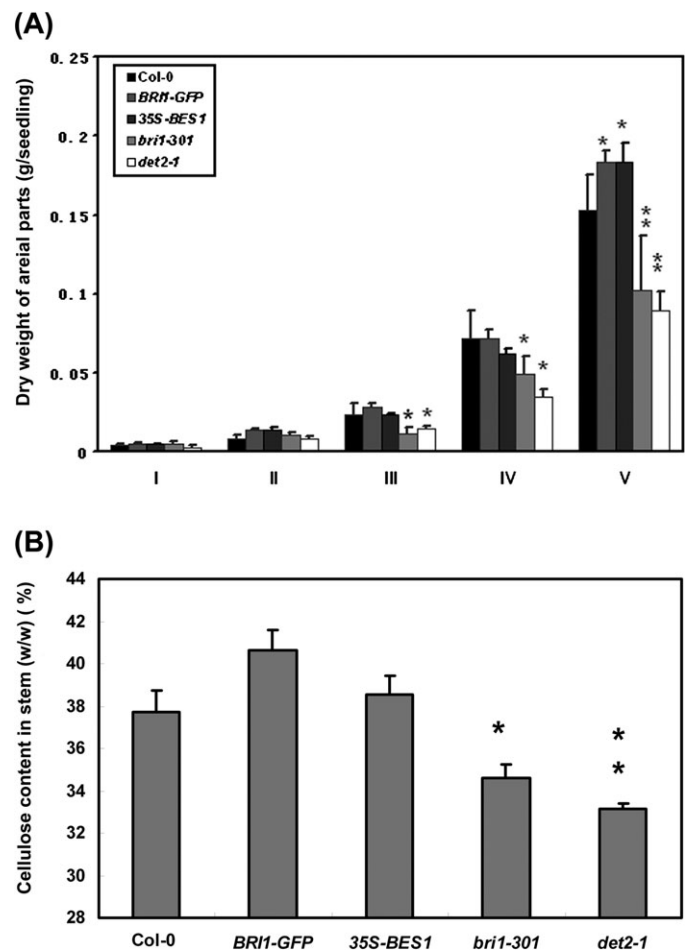 (A)
Dry weight of areial parts (g/seedling)
0. 25
0. 2
0. 15
0. 1
0. 05
0
Col-0
BRI1-GFP
35S-BES1
bri1-301
det2-1
* * * * * * * * * *
I II III IV V
(B)
Cellulose content in stem (w/w) ( %)
44
42
40
38
36
34
32
30
28
* * *
Col-0 BRI1-GFP 35S-BES1 bri1-301 det2-1